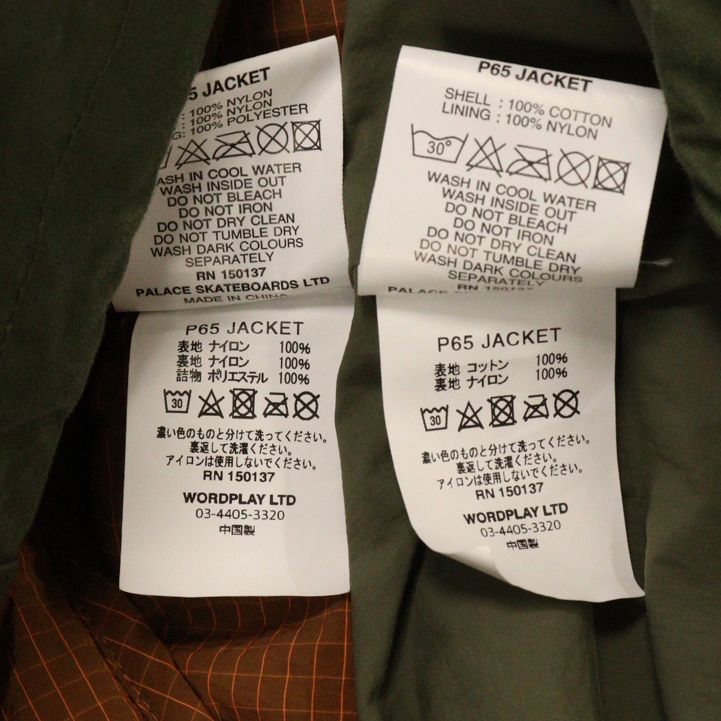 65 JACKET
: 100% NYLON
: 100% NYLON
G: 100% POLYESTER
ASH IN COOL WATER
WASH INSIDE OUT
DO NOT BLEACH
DO NOT IRON
DO NOT DRY CLEAN
DO NOT TUMBLE DRY
WASH DARK COLOURS
SEPARATELY
RN 150137
PALACE SKATEBOARDS LTD
MADE IN CHINA
P65 JACKET
表地 ナイロン 100%
裏地 ナイロン 100%
詰物 ポリエステル 100%
30
濃い色のものと分けて洗ってください。
裏返して洗濯ください。
アイロンは使用しないでください。
RN 150137
WORDPLAY LTD
03-4405-3320
中国製
P65 JACKET
SHELL : 100% COTTON
LINING : 100% NYLON
30°
WASH IN COOL WATER
WASH INSIDE OUT
DO NOT BLEACH
DO NOT IRON
DO NOT DRY CLEAN
DO NOT TUMBLE DRY
WASH DARK COLOURS
SEPARATELY
RN 150137
PALACE SKATEBOARDS LTD
P65 JACKET
表地 コットン 100%
裏地 ナイロン 100%
30
濃い色のものと分けて洗ってください。
裏返して洗濯ください。
アイロンは使用しないでください。
RN 150137
WORDPLAY LTD
03-4405-3320
中国製